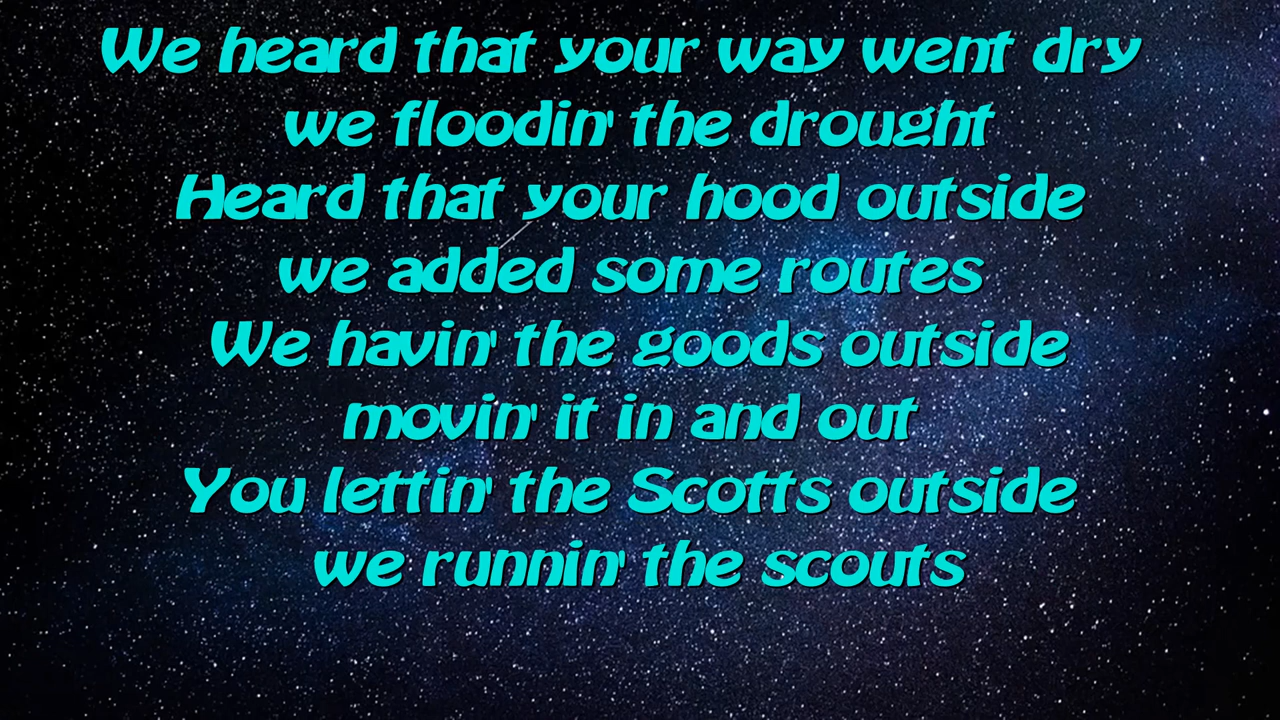 We heard that your way went dry
we floodin' the drought
Heard that your hood outside
we added some routes
We havin' the goods outside
movin' it in and out
You lettin' the Scotts outside
we runnin' the scouts